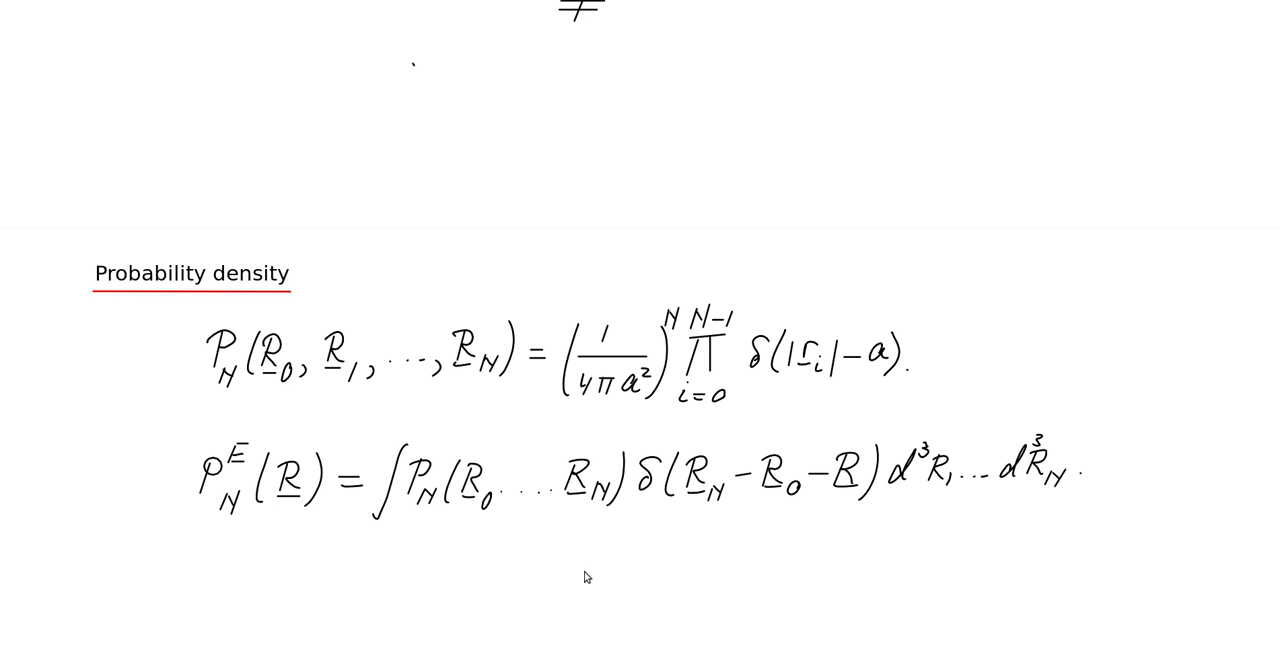 ≠
Probability density
P_N(R_0, R_1, ..., R_N) = (1/(4πa²))^N ∏_{i=0}^{N-1} δ(|r_i|-a).
P_N^E(R) = ∫P_N(R_0.....R_N) δ(R_N-R_0-R) d³R_1...d³R_N.